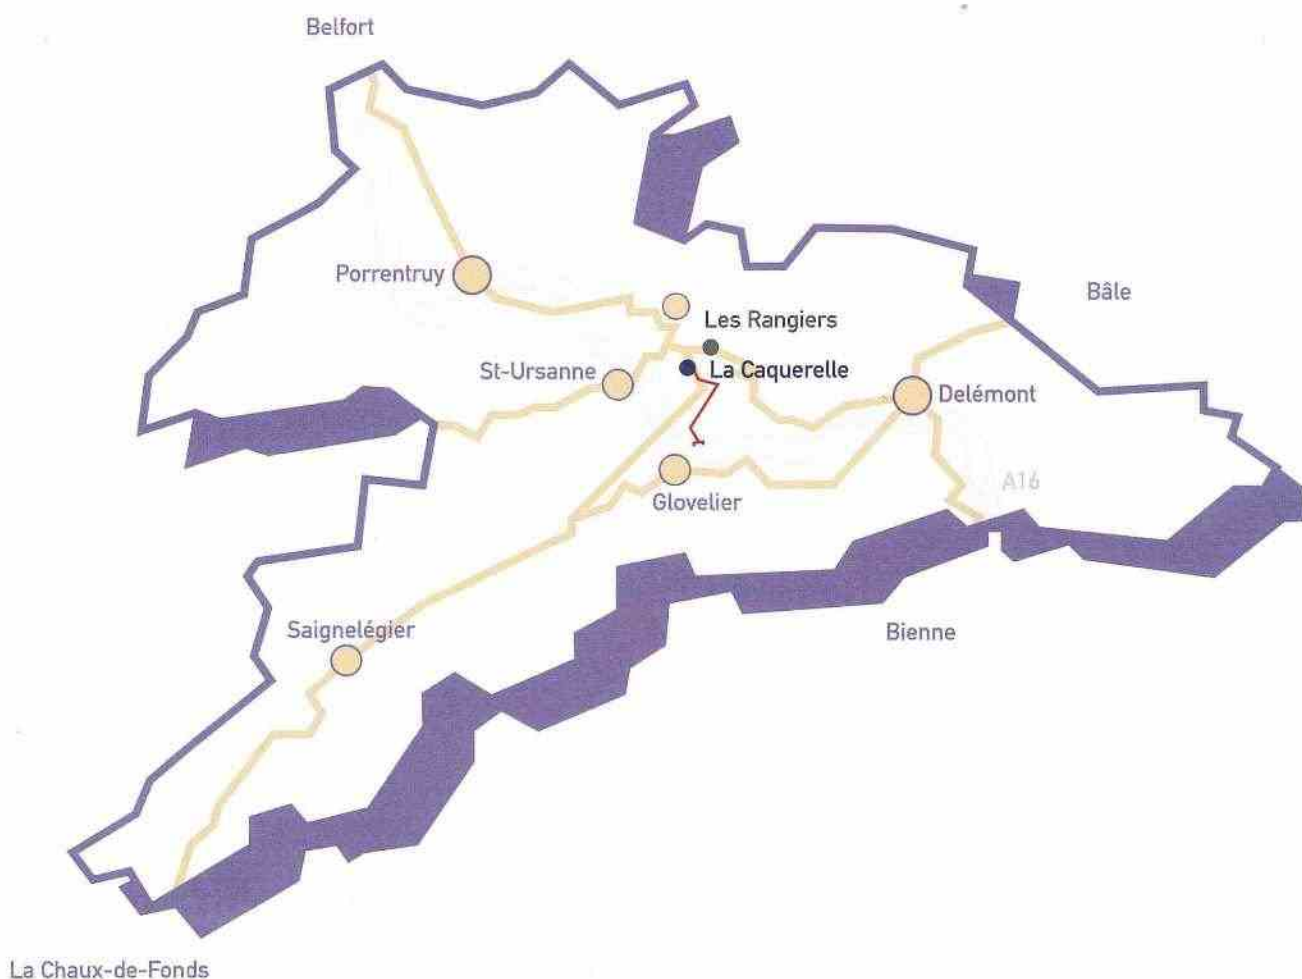 Belfort
Porrentruy
Bâle
Les Rangiers
St-Ursanne
La Caquerelle
Delémont
Glovelier
A16
Saignelégier
Bienne
La Chaux-de-Fonds